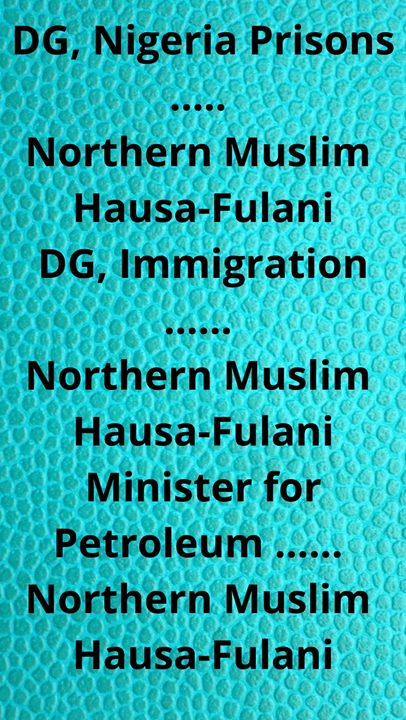 DG, Nigeria Prisons
.....
Northern Muslim
Hausa-Fulani
DG, Immigration
......
Northern Muslim
Hausa-Fulani
Minister for
Petroleum ......
Northern Muslim
Hausa-Fulani